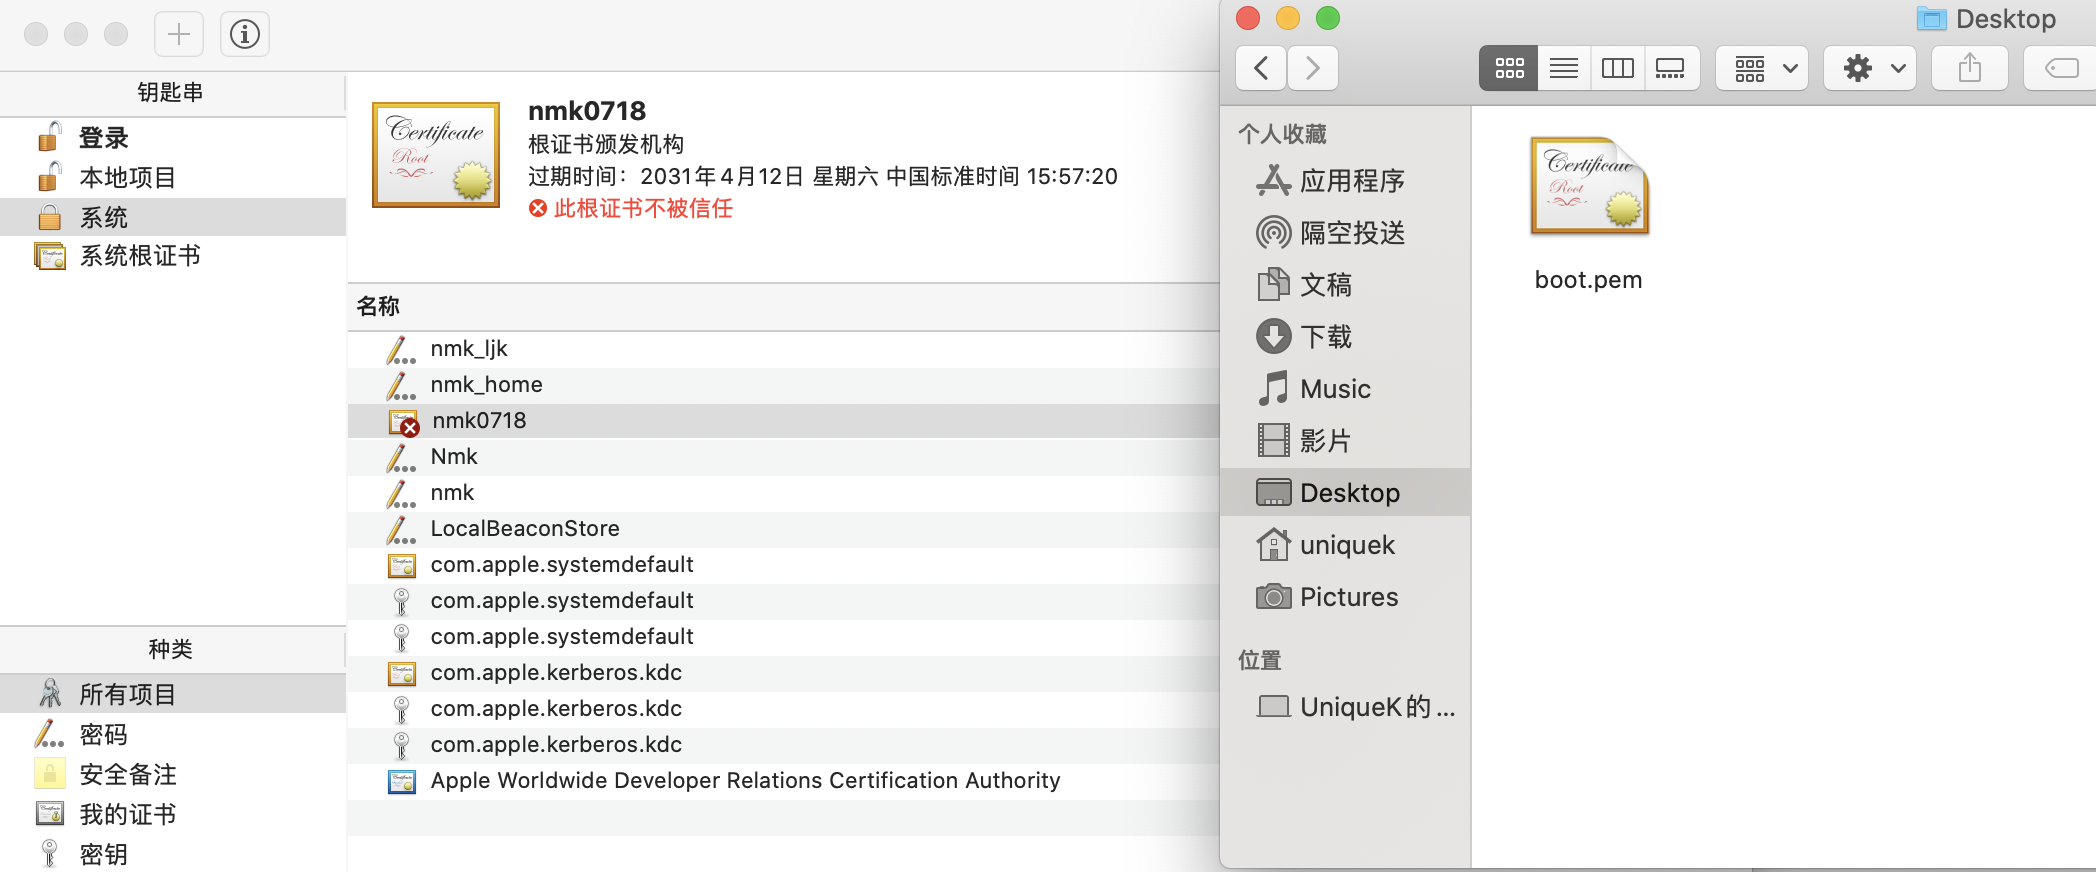 钥匙串
登录
本地项目
系统
系统根证书
种类
所有项目
密码
安全备注
我的证书
密钥
Certificate
Root
nmk0718
根证书颁发机构
过期时间：2031年4月12日 星期六 中国标准时间 15:57:20
此根证书不被信任
名称
nmk_ljk
nmk_home
nmk0718
Nmk
nmk
LocalBeaconStore
com.apple.systemdefault
com.apple.systemdefault
com.apple.systemdefault
com.apple.kerberos.kdc
com.apple.kerberos.kdc
com.apple.kerberos.kdc
Apple Worldwide Developer Relations Certification Authority
Desktop
个人收藏
应用程序
隔空投送
文稿
下载
Music
影片
Desktop
uniquek
Pictures
位置
UniqueK的...
Certificate
Root
boot.pem